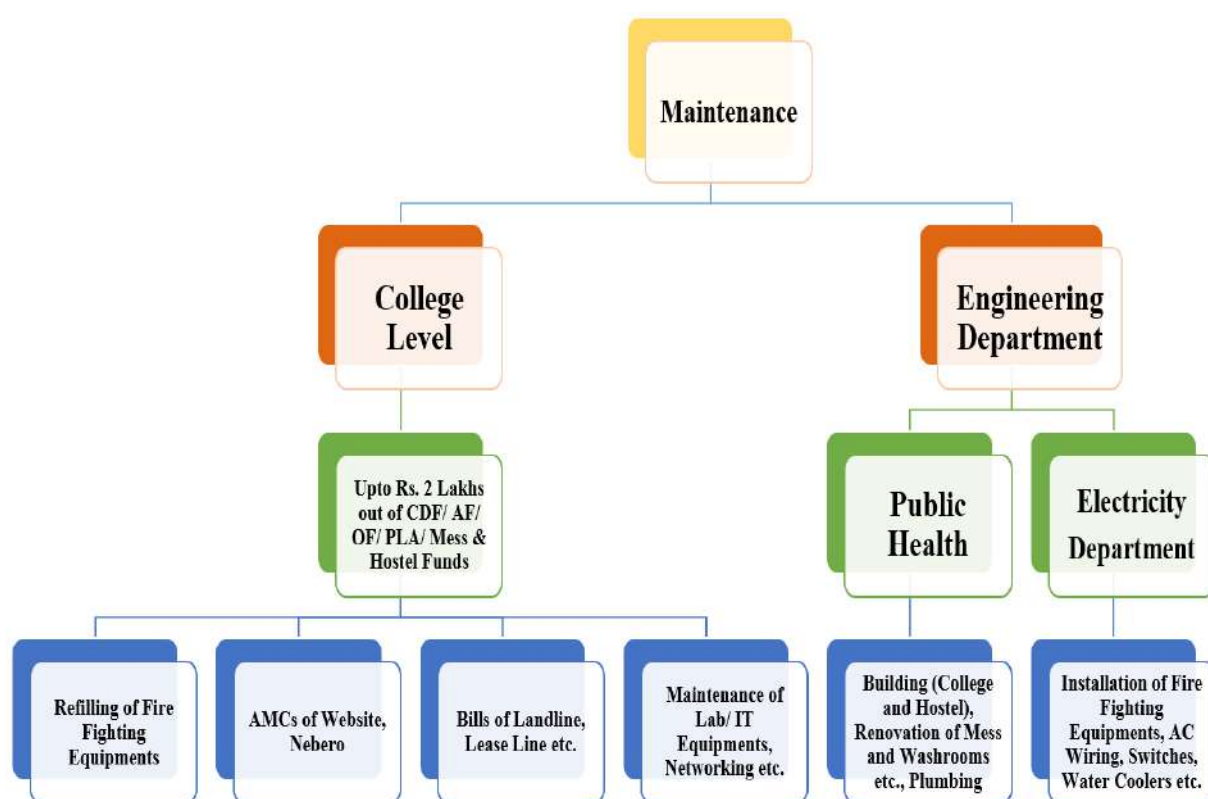 Maintenance
College
Level
Engineering
Department
Upto Rs. 2 Lakhs
out of CDF/ AF/
OF/ PLA/ Mess &
Hostel Funds
Public
Health
Electricity
Department
Refilling of Fire
Fighting
Equipments
AMCs of Website,
Nebero
Bills of Landline,
Lease Line etc.
Maintenance of
Lab/ IT
Equipments,
Networking etc.
Building (College
and Hostel),
Renovation of Mess
and Washrooms
etc., Plumbing
Installation of Fire
Fighting
Equipments, AC
Wiring, Switches,
Water Coolers etc.